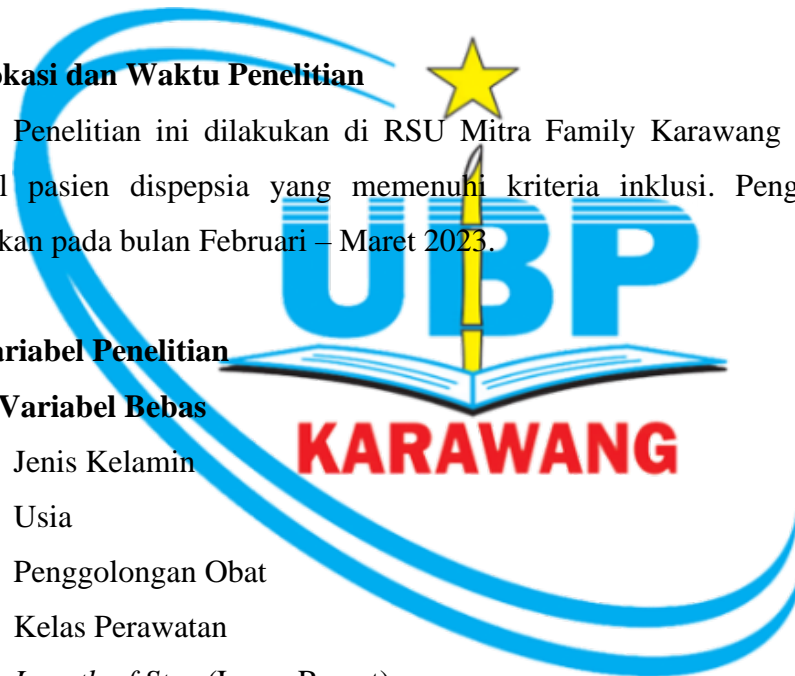 okasi dan Waktu Penelitian
Penelitian ini dilakukan di RSU Mitra Family Karawang
l pasien dispepsia yang memenuhi kriteria inklusi. Peng
kan pada bulan Februari – Maret 2023.
UBP
ariabel Penelitian
Variabel Bebas
KARAWANG
Jenis Kelamin
Usia
Penggolongan Obat
Kelas Perawatan